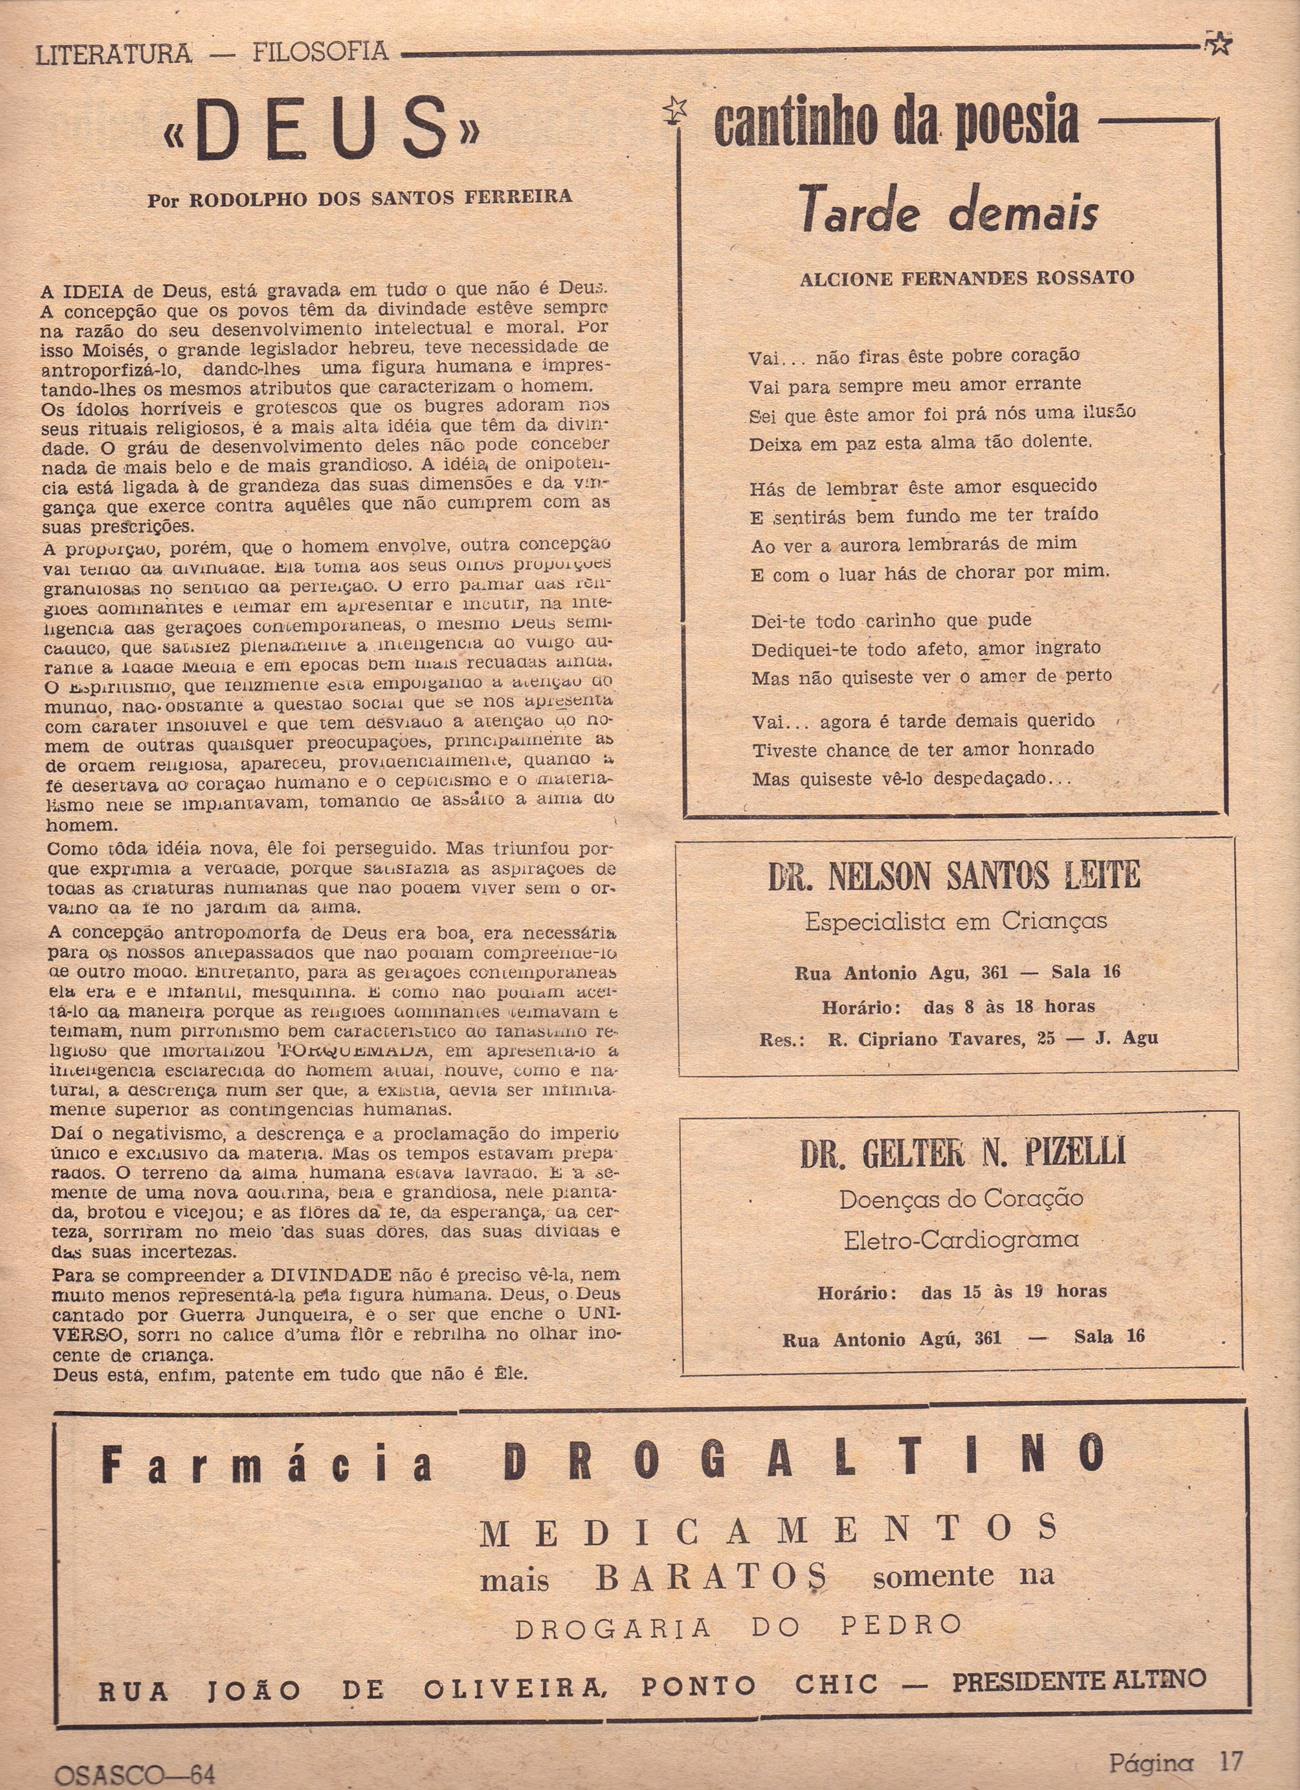 LITERATURA — FILOSOFIA
«DEUS»
Por RODOLPHO DOS SANTOS FERREIRA
A IDEIA de Deus, está gravada em tudo o que não é Deus.
A concepção que os povos têm da divindade estêve sempre
na razão do seu desenvolvimento intelectual e moral. Por
isso Moisés, o grande legislador hebreu, teve necessidade de
antroporfizá-lo, dando-lhes uma figura humana e impres-
tando-lhes os mesmos atributos que caracterizam o homem.
Os ídolos horríveis e grotescos que os bugres adoram nos
seus rituais religiosos, é a mais alta idéia que têm da divin-
dade. O gráu de desenvolvimento deles não pode conceber
nada de mais belo e de mais grandioso. A idéia de onipoten-
cia está ligada à de grandeza das suas dimensões e da vin-
gança que exerce contra aquêles que não cumprem com as
suas prescrições.
A proporção, porém, que o homem envolve, outra concepção
vai tendo da divindade. Ela toma aos seus olhos proporções
grandiosas no sentido da perfeição. O erro palmar das reli-
giões dominantes e teimar em apresentar e incutir, na inte-
ligencia das gerações contemporaneas, o mesmo Deus semi-
caduco, que satisfez plenamente a inteligencia do vulgo du-
rante a Idade Media e em epocas bem mais recuadas ainda.
O Espiritismo, que felizmente esta empolgando a atenção do
mundo, não obstante a questão social que se nos apresenta
com carater insoluvel e que tem desviado a atenção do ho-
mem de outras quaisquer preocupações, principalmente as
de ordem religiosa, apareceu, providencialmente, quando a
fé desertava do coração humano e o cepticismo e o materia-
lismo nele se implantavam, tomando de assalto a alma do
homem.
Como tôda idéia nova, êle foi perseguido. Mas triunfou por-
que exprimia a verdade, porque satisfazia as aspirações de
todas as criaturas humanas que não podem viver sem o or-
valho da fé no jardim da alma.
A concepção antropomorfa de Deus era boa, era necessária
para os nossos antepassados que não podiam compreende-lo
de outro modo. Entretanto, para as gerações contemporaneas
ela era e e infantil, mesquinha. E como não podiam acei-
tá-lo da maneira porque as religiões dominantes teimavam e
teimam, num pirronismo bem caracteristico do fanastimo re-
ligioso que imortalizou TORQUEMADA, em apresenta-lo a
inteligencia esclarecida do homem atual, houve, como e na-
tural, a descrença num ser que, a existia, devia ser infinita-
mente superior as contingencias humanas.
Daí o negativismo, a descrença e a proclamação do imperio
único e exclusivo da materia. Mas os tempos estavam prepa-
rados. O terreno da alma humana estava lavrado. E a se-
mente de uma nova doutrina, bela e grandiosa, nele planta-
da, brotou e vicejou; e as flôres da fé, da esperança, da cer-
teza, sorriram no meio das suas dôres, das suas dividas e
das suas incertezas.
Para se compreender a DIVINDADE não é preciso vê-la, nem
muito menos representá-la pela figura humana. Deus, o Deus
cantado por Guerra Junqueira, e o ser que enche o UNI-
VERSO, sorri no calice d'uma flôr e rebrilha no olhar ino-
cente de criança.
Deus está, enfim, patente em tudo que não é Êle.
cantinho da poesia
Tarde demais
ALCIONE FERNANDES ROSSATO
Vai... não firas êste pobre coração
Vai para sempre meu amor errante
Sei que êste amor foi prá nós uma ilusão
Deixa em paz esta alma tão dolente.
Hás de lembrar êste amor esquecido
E sentirás bem fundo me ter traído
Ao ver a aurora lembrarás de mim
E com o luar hás de chorar por mim.
Dei-te todo carinho que pude
Dediquei-te todo afeto, amor ingrato
Mas não quiseste ver o amor de perto
Vai... agora é tarde demais querido
Tiveste chance de ter amor honrado
Mas quiseste vê-lo despedaçado...
DR. NELSON SANTOS LEITE
Especialista em Crianças
Rua Antonio Agu, 361 — Sala 16
Horário: das 8 às 18 horas
Res.: R. Cipriano Tavares, 25 — J. Agu
DR. GELTER N. PIZELLI
Doenças do Coração
Eletro-Cardiograma
Horário: das 15 às 19 horas
Rua Antonio Agú, 361 — Sala 16
Farmácia DROGALTINO
MEDICAMENTOS
mais BARATOS somente na
DROGARIA DO PEDRO
RUA JOÃO DE OLIVEIRA, PONTO CHIC — PRESIDENTE ALTINO
OSASCO—64
Página 17